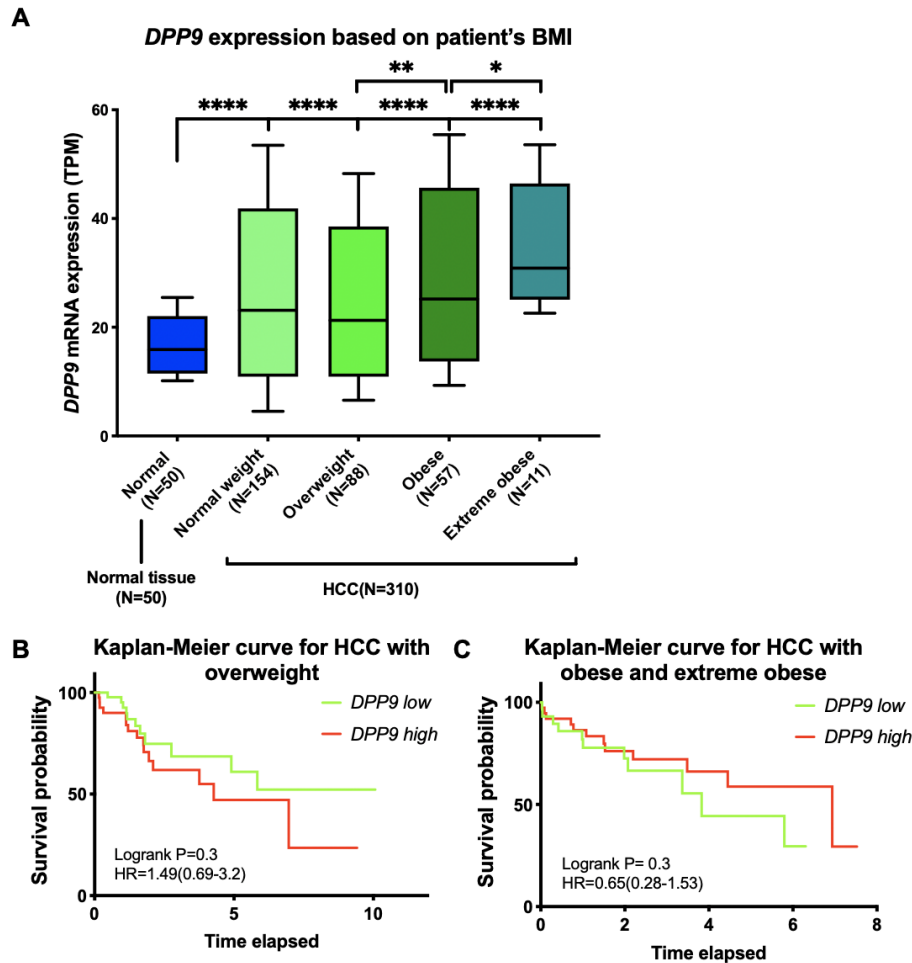 A
DPP9 expression based on patient's BMI
** *
**** **** **** ****
DPP9 mRNA expression (TPM)
60
40
20
0
Normal
(N=50)
Normal weight
(N=154)
Overweight
(N=88)
Obese
(N=57)
Extreme obese
(N=11)
Normal tissue
(N=50)
HCC(N=310)
B
Kaplan-Meier curve for HCC with
overweight
DPP9 low
DPP9 high
Survival probability
100
50
0
Logrank P=0.3
HR=1.49(0.69-3.2)
0 5 10
Time elapsed
C
Kaplan-Meier curve for HCC with
obese and extreme obese
DPP9 low
DPP9 high
Survival probability
100
50
0
Logrank P= 0.3
HR=0.65(0.28-1.53)
0 2 4 6 8
Time elapsed